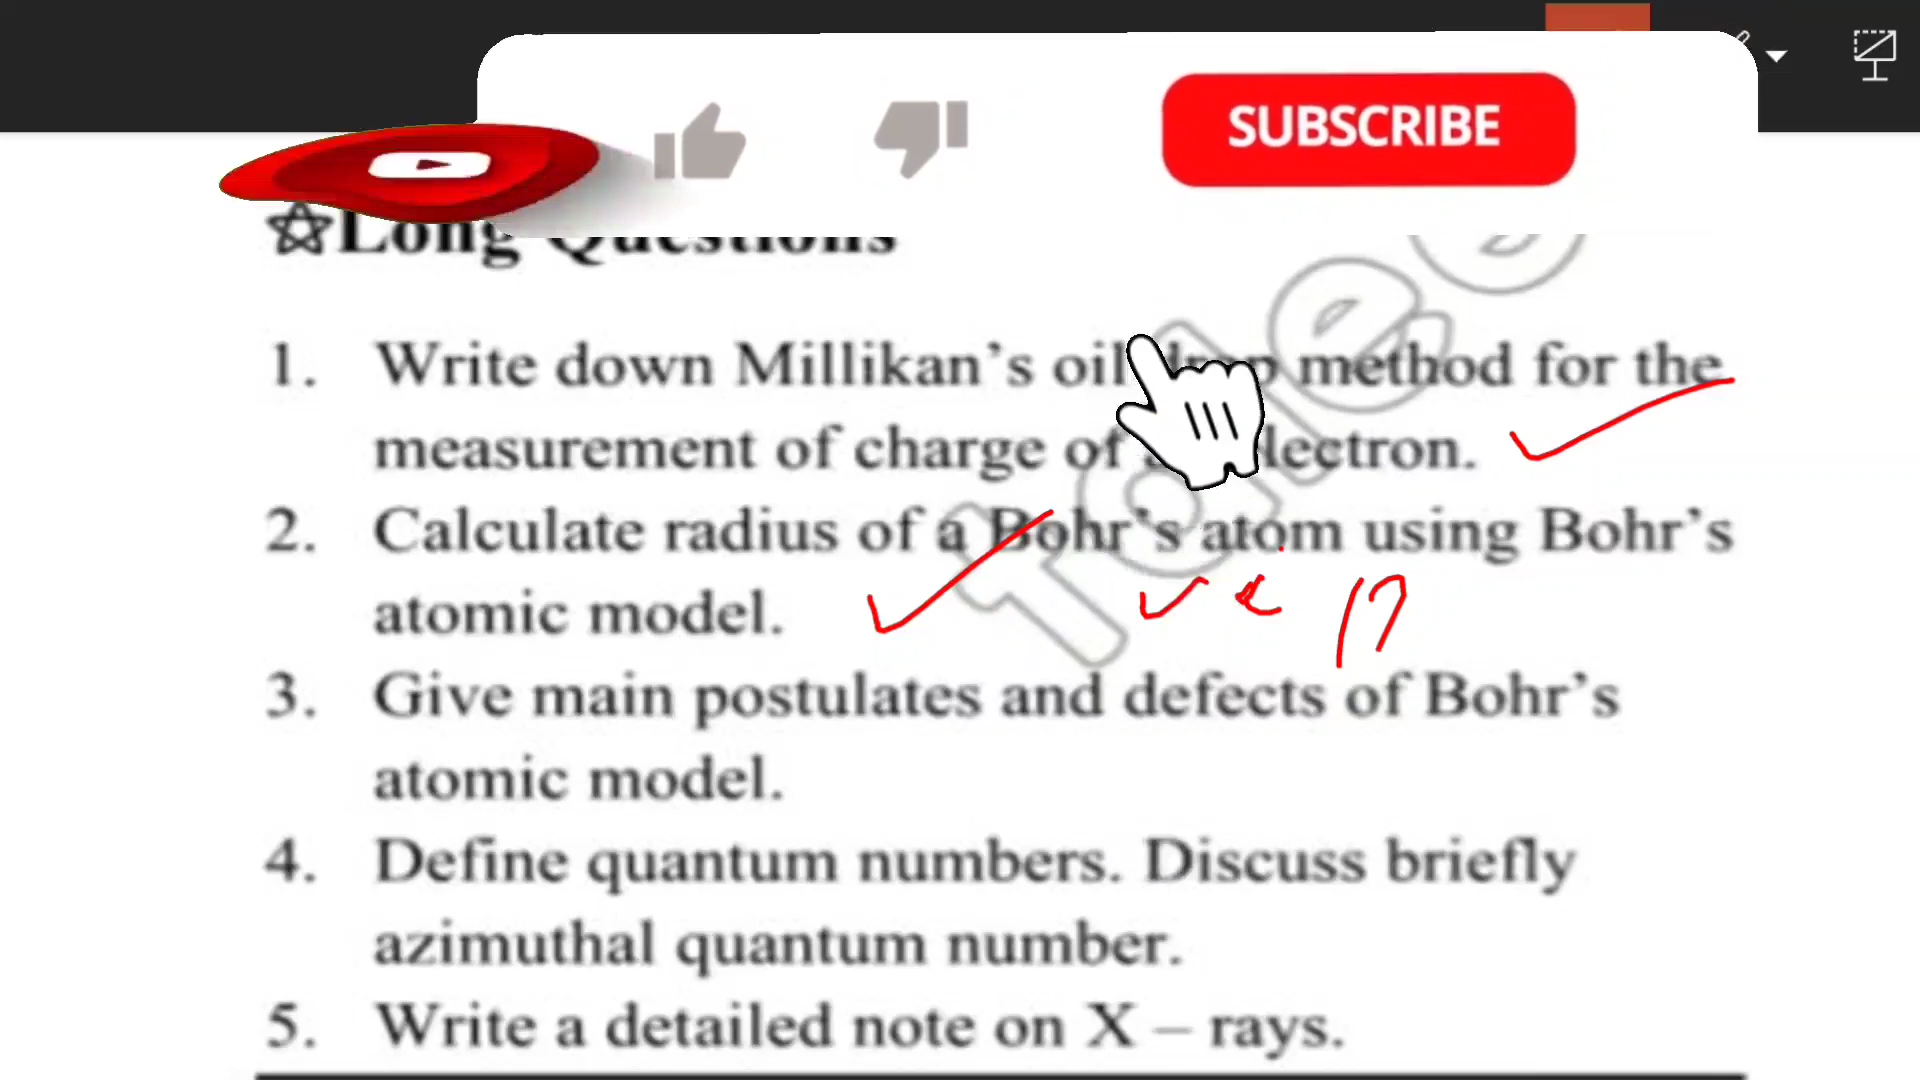 SUBSCRIBE
☆Long Questions
1. Write down Millikan's oil drop method for the
measurement of charge of electron.
2. Calculate radius of a Bohr's atom using Bohr's
atomic model.
3. Give main postulates and defects of Bohr's
atomic model.
4. Define quantum numbers. Discuss briefly
azimuthal quantum number.
5. Write a detailed note on X – rays.